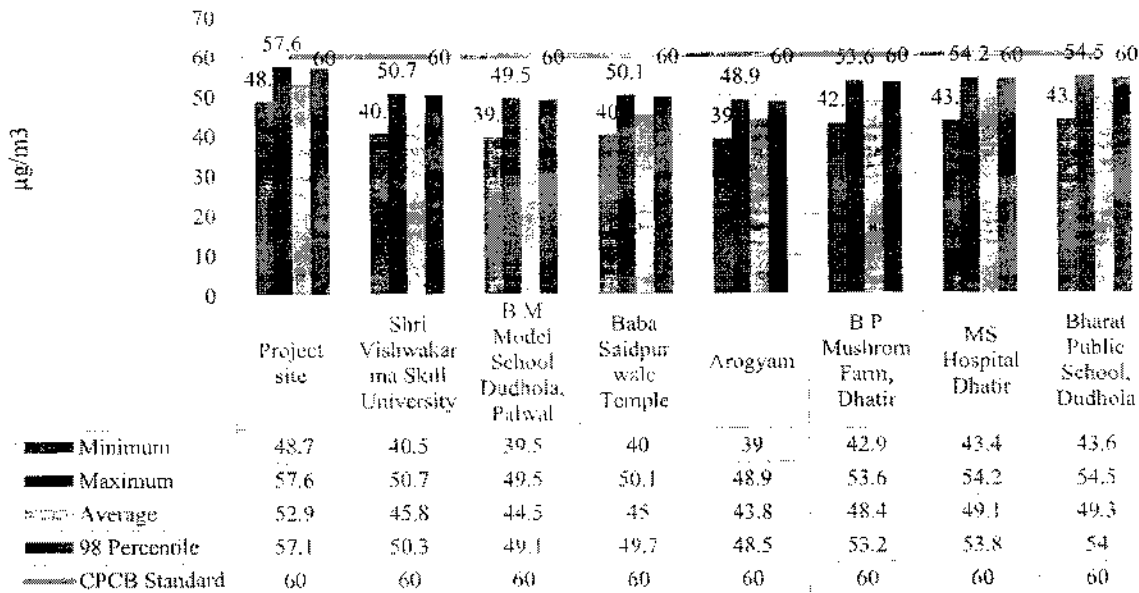 70
60
50
40
30
20
10
0
µg/m3
57.6 60 60 60 60 60 53.6 60 54.2 60 54.5 60
48. 50.7 49.5 50.1 48.9
40. 39. 40 39 42. 43. 43.
Project site
Shri Vishwakar ma Skill University
B M Model School Dudhola, Palwal
Baba Saidpur wale Temple
Arogyam
B P Mushrom Farm, Dhatir
MS Hospital Dhatir
Bharat Public School, Dudhola
Minimum 48.7 40.5 39.5 40 39 42.9 43.4 43.6
Maximum 57.6 50.7 49.5 50.1 48.9 53.6 54.2 54.5
Average 52.9 45.8 44.5 45 43.8 48.4 49.1 49.3
98 Percentile 57.1 50.3 49.1 49.7 48.5 53.2 53.8 54
CPCB Standard 60 60 60 60 60 60 60 60